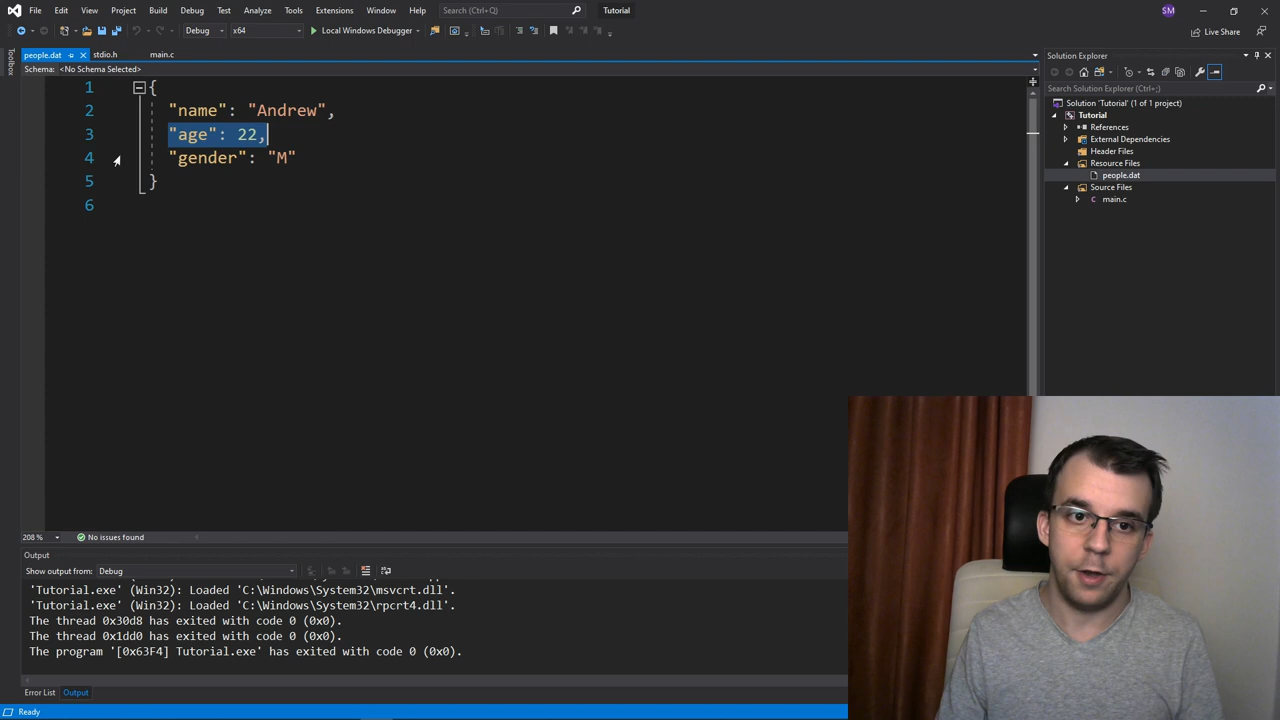 File Edit View Project Build Debug Test Analyze Tools Extensions Window Help Search (Ctrl+Q) Tutorial SM
Debug x64 Local Windows Debugger Live Share
people.dat stdio.h main.c
Schema: <No Schema Selected>
Toolbox
1 {
2 "name": "Andrew",
3 "age": 22,
4 "gender": "M"
5 }
6
Solution Explorer
Search Solution Explorer (Ctrl+;)
Solution 'Tutorial' (1 of 1 project)
Tutorial
References
External Dependencies
Header Files
Resource Files
people.dat
Source Files
main.c
208 % No issues found
Output
Show output from: Debug
'Tutorial.exe' (Win32): Loaded 'C:\Windows\System32\msvcrt.dll'.
'Tutorial.exe' (Win32): Loaded 'C:\Windows\System32\rpcrt4.dll'.
The thread 0x30d8 has exited with code 0 (0x0).
The thread 0x1dd0 has exited with code 0 (0x0).
The program '[0x63F4] Tutorial.exe' has exited with code 0 (0x0).
Error List Output
Ready